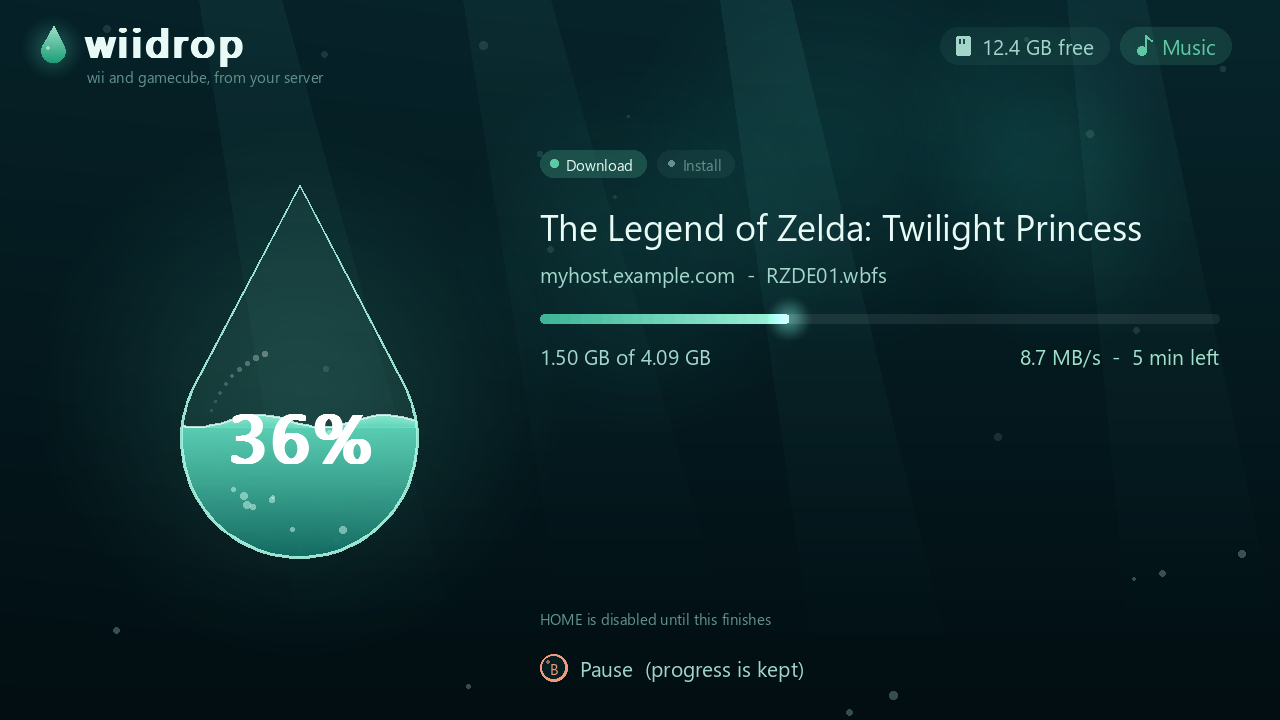 wiidrop
wii and gamecube, from your server
12.4 GB free
Music
Download
Install
The Legend of Zelda: Twilight Princess
myhost.example.com - RZDE01.wbfs
1.50 GB of 4.09 GB
8.7 MB/s - 5 min left
36%
HOME is disabled until this finishes
B
Pause (progress is kept)